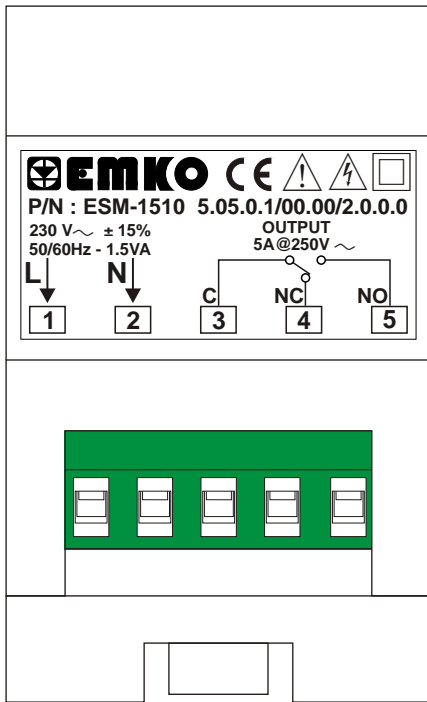 EMKO CE
P/N : ESM-1510 5.05.0.1/00.00/2.0.0.0
230 V～ ± 15%
50/60Hz - 1.5VA
OUTPUT
5A@250V ～
L N C NC NO
1 2 3 4 5